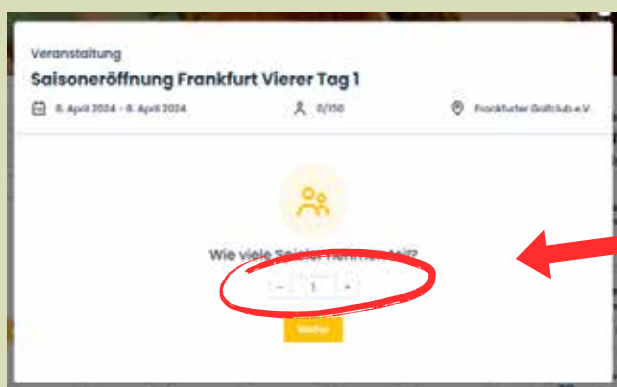 Veranstaltung
Saisoneröffnung Frankfurt Vierer Tag 1
8. April 2024 - 8. April 2024
0/150
Frankfurter Golfclub e.V.
Wie viele Spieler nehmen teil?
- 1 +
Weiter